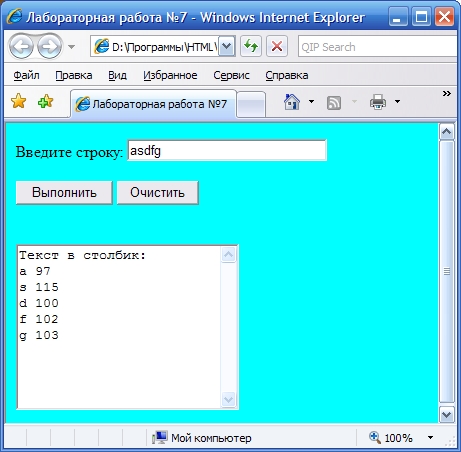 Лабораторная работа №7 - Windows Internet Explorer
D:\Программы\HTML\
QIP Search
Файл Правка Вид Избранное Сервис Справка
Лабораторная работа №7
»
Введите строку: asdfg
Выполнить Очистить
Текст в столбик:
a 97
s 115
d 100
f 102
g 103
Мой компьютер 100%